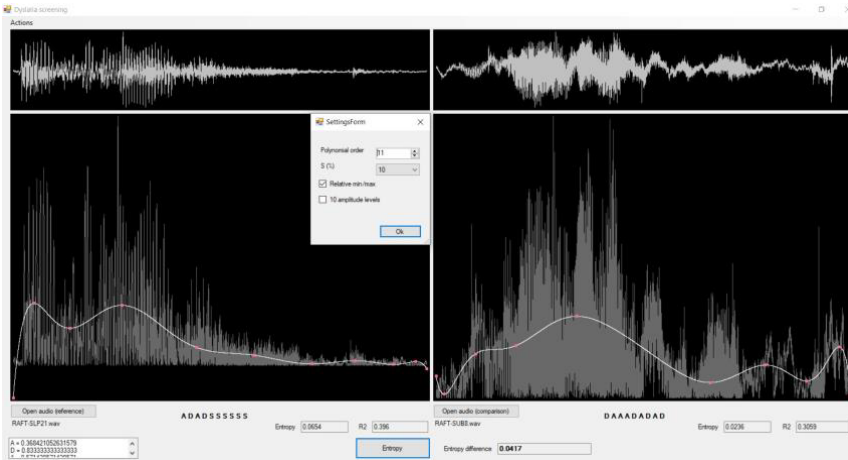 Dyslalia screening
Actions
SettingsForm
Polynomial order 11
S (%) 10
Relative min/max
10 amplitude levels
Ok
Open audio (reference)
RAFT-SLP21.wav
ADADSSSSSS
Entropy 0.0654 R2 0.396
A = 0.368421052631579
D = 0.833333333333333
Entropy
Open audio (comparison)
RAFT-SUB8.wav
DAAADADAD
Entropy 0.0236 R2 0.3059
Entropy difference 0.0417